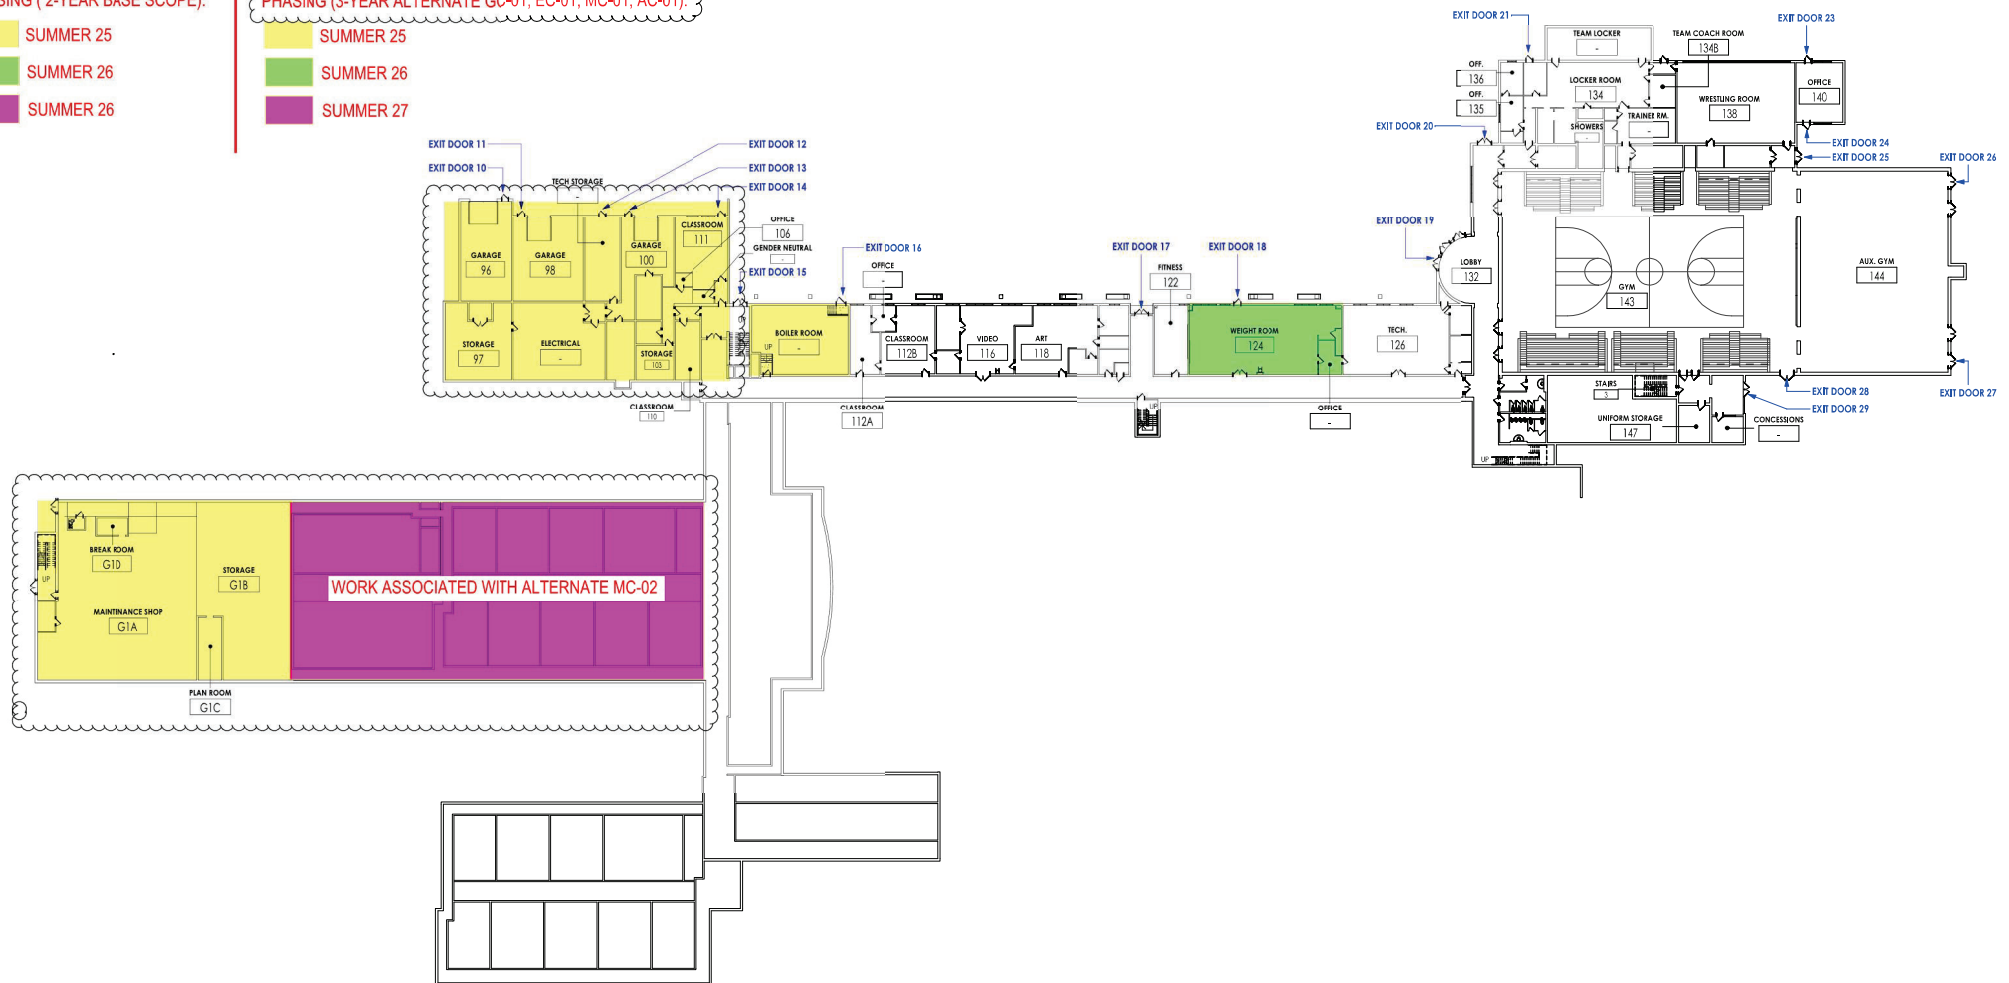 SING ( 2-YEAR BASE SCOPE):
SUMMER 25
SUMMER 26
SUMMER 26
PHASING (3-YEAR ALTERNATE GC-01, EC-01, MC-01, AC-01):
SUMMER 25
SUMMER 26
SUMMER 27
EXIT DOOR 21
EXIT DOOR 23
TEAM LOCKER
-
TEAM COACH ROOM
134B
OFF.
136
OFF.
135
LOCKER ROOM
134
OFFICE
140
WRESTLING ROOM
138
SHOWERS
-
TRAINER RM.
-
EXIT DOOR 20
EXIT DOOR 24
EXIT DOOR 25
EXIT DOOR 26
EXIT DOOR 11
EXIT DOOR 10
EXIT DOOR 12
EXIT DOOR 13
EXIT DOOR 14
TECH STORAGE
-
OFFICE
106
GENDER NEUTRAL
-
CLASSROOM
111
GARAGE
96
GARAGE
98
GARAGE
100
EXIT DOOR 15
EXIT DOOR 16
OFFICE
-
EXIT DOOR 17
EXIT DOOR 18
EXIT DOOR 19
FITNESS
122
LOBBY
132
GYM
143
AUX. GYM
144
STORAGE
97
ELECTRICAL
-
STORAGE
103
BOILER ROOM
-
UP
CLASSROOM
112B
VIDEO
116
ART
118
WEIGHT ROOM
124
TECH.
126
CLASSROOM
110
CLASSROOM
112A
UP
OFFICE
-
STAIRS
3
UNIFORM STORAGE
147
CONCESSIONS
-
UP
EXIT DOOR 28
EXIT DOOR 29
EXIT DOOR 27
BREAK ROOM
G1D
UP
STORAGE
G1B
MAINTINANCE SHOP
G1A
PLAN ROOM
G1C
WORK ASSOCIATED WITH ALTERNATE MC-02